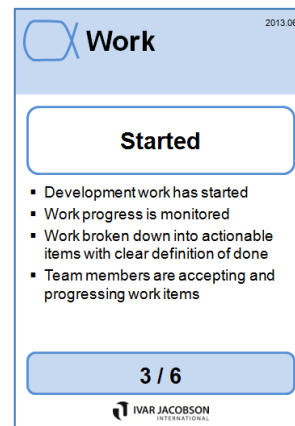 2013.06
Work
Started
▪ Development work has started
▪ Work progress is monitored
▪ Work broken down into actionable
items with clear definition of done
▪ Team members are accepting and
progressing work items
3 / 6
IVAR JACOBSON
INTERNATIONAL